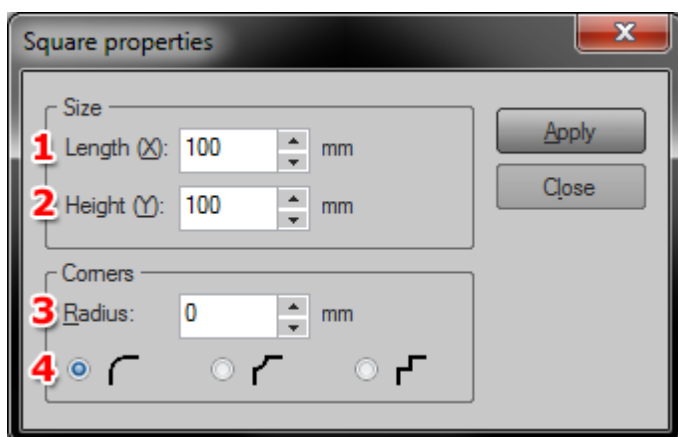 Square properties
Size
1 Length (X): 100 mm
Apply
2 Height (Y): 100 mm
Close
Corners
3 Radius: 0 mm
4